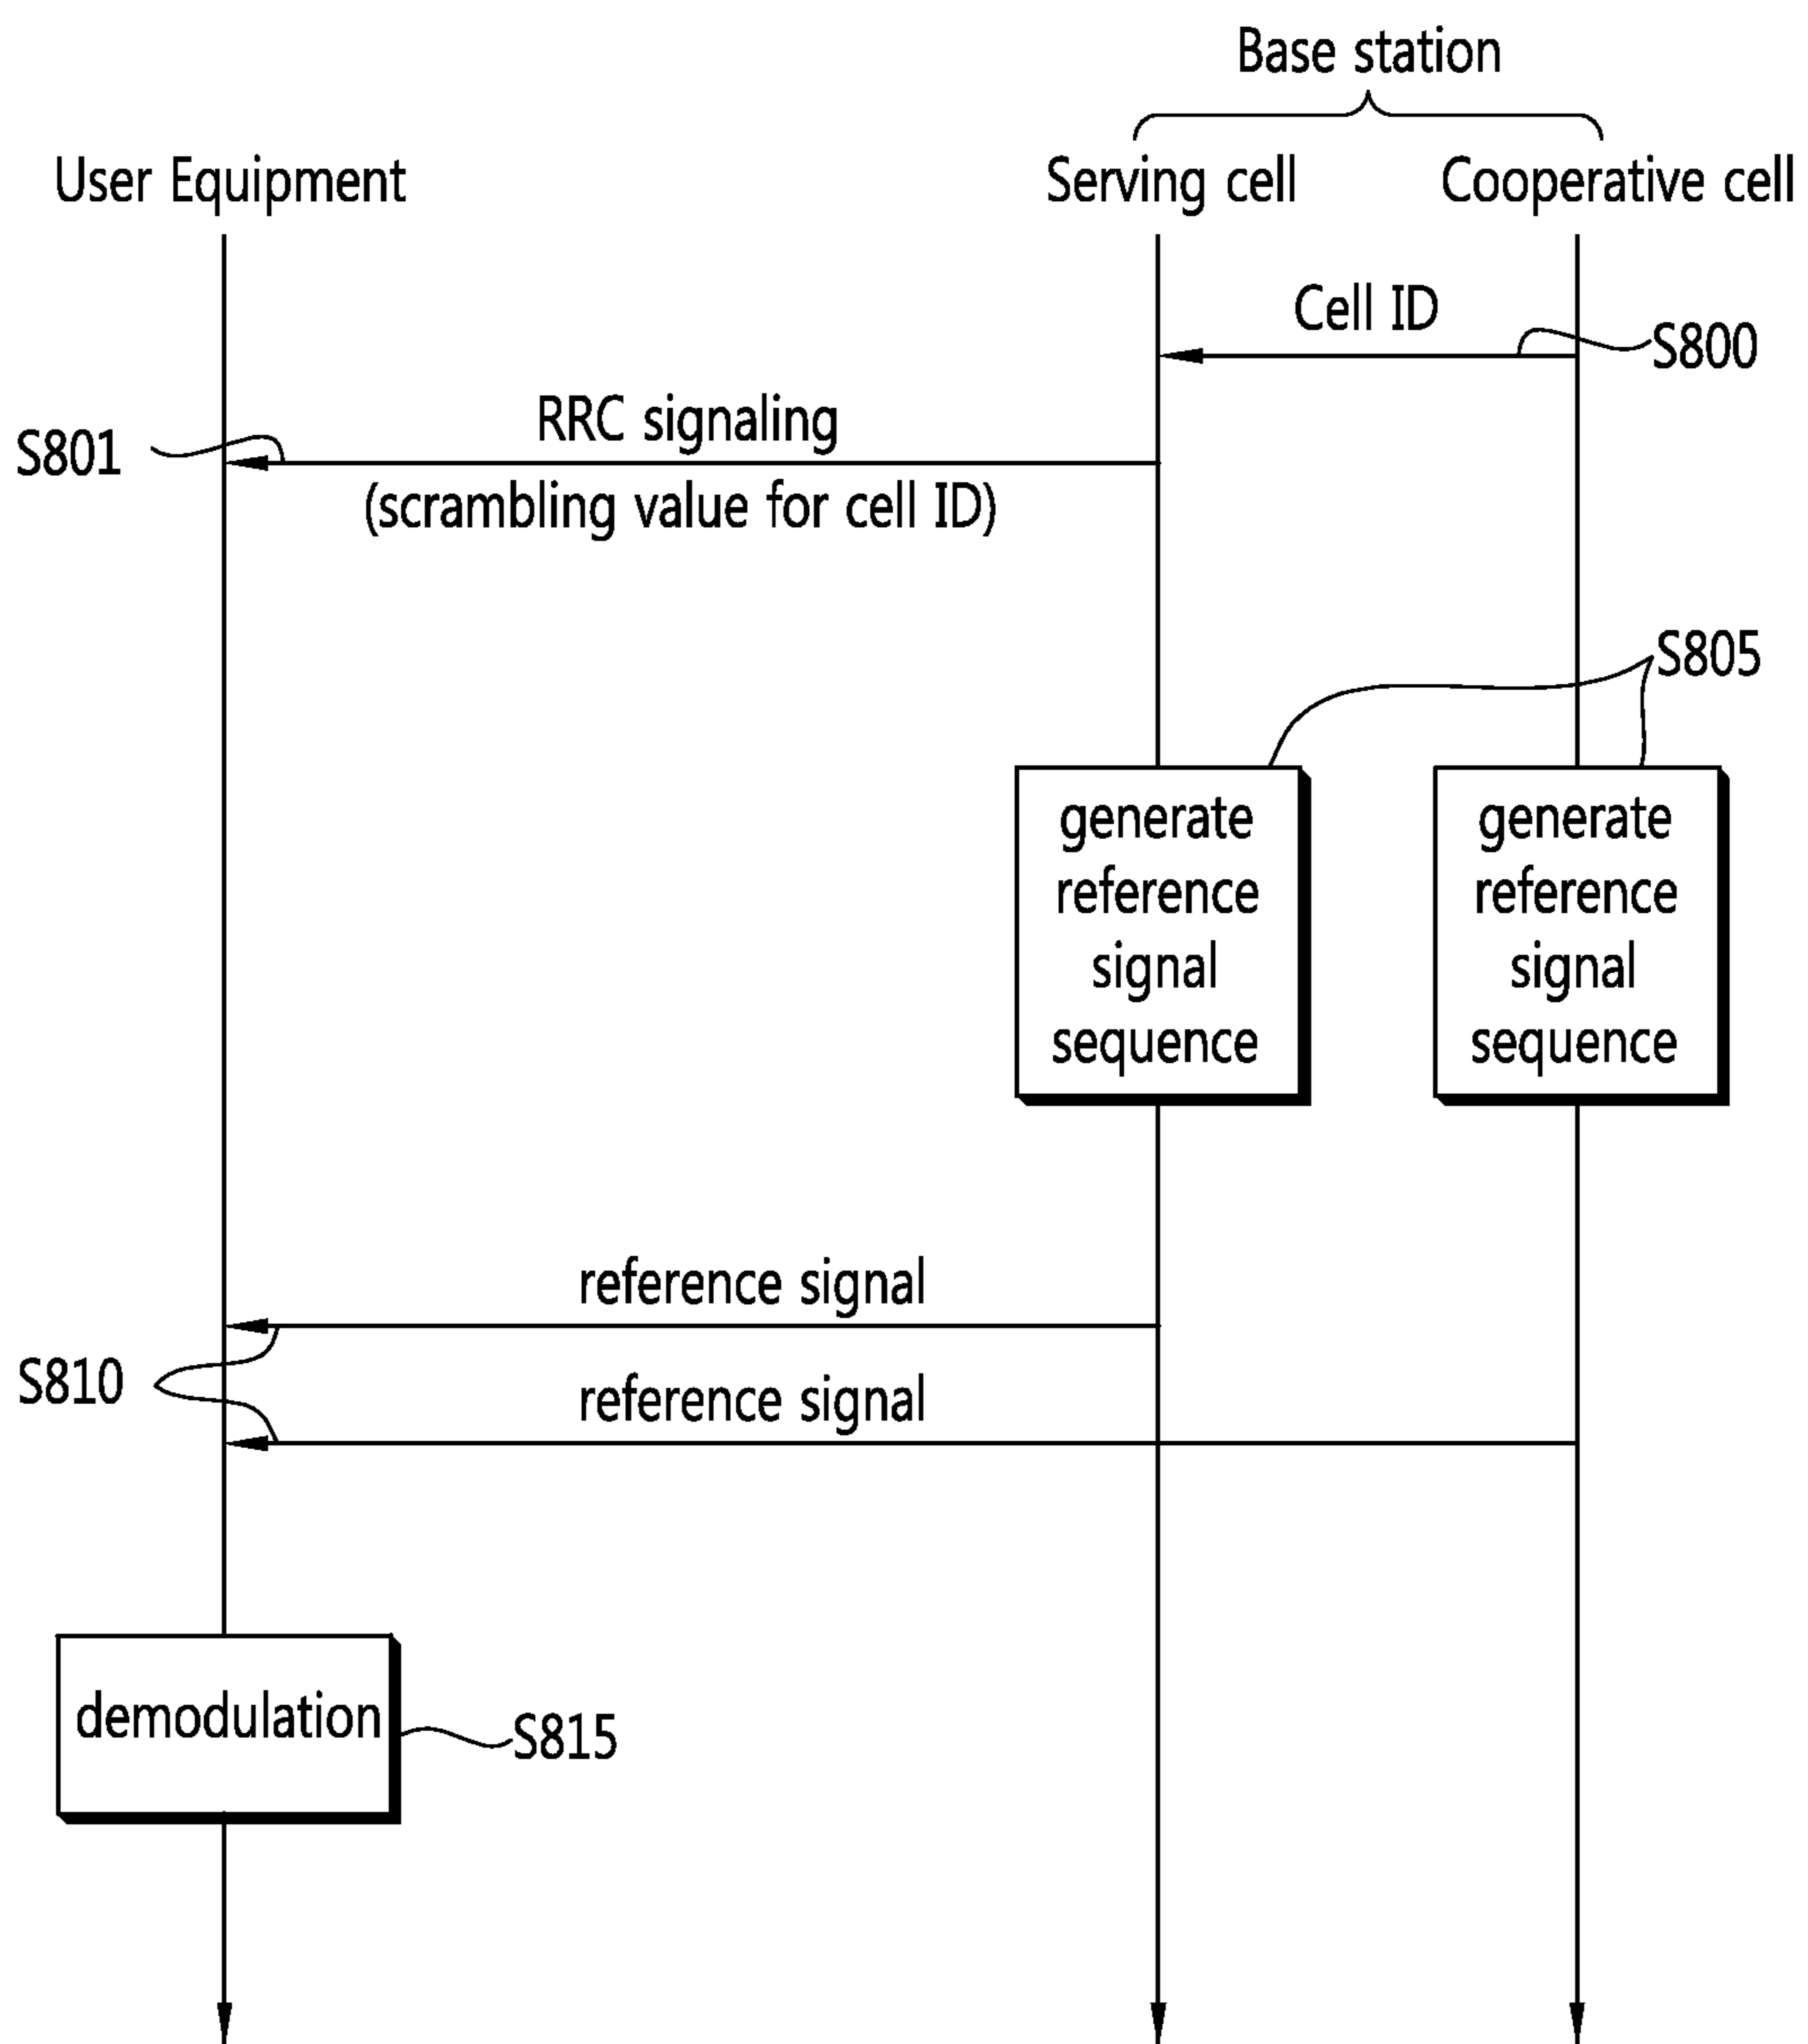 Base station
User Equipment
Serving cell
Cooperative cell
Cell ID
S800
RRC signaling
S801
(scrambling value for cell ID)
S805
generate
reference
signal
sequence
generate
reference
signal
sequence
reference signal
S810
reference signal
demodulation
S815